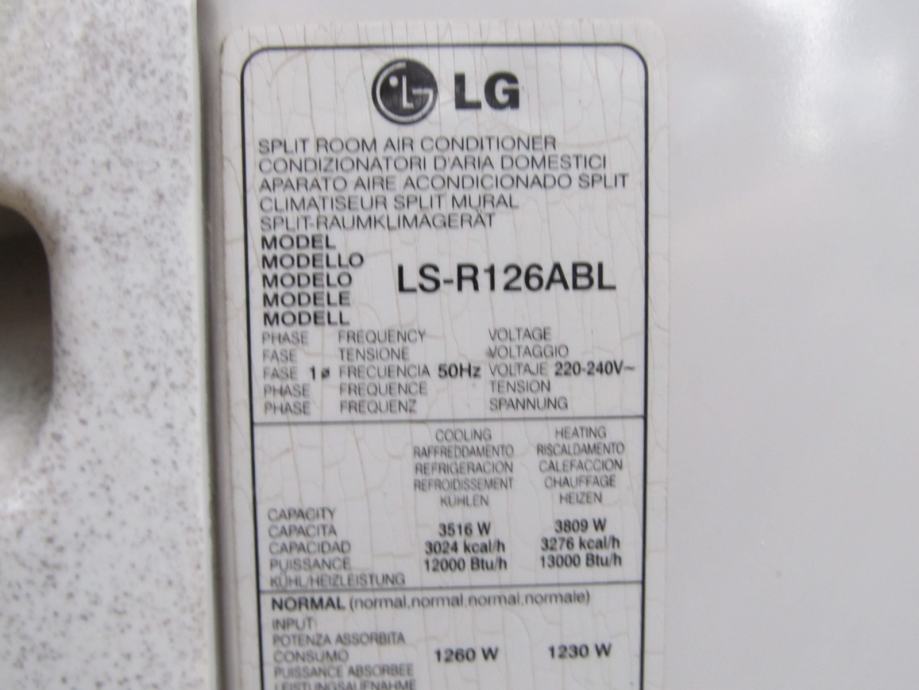 LG
SPLIT ROOM AIR CONDITIONER
CONDIZIONATORI D'ARIA DOMESTICI
APARATO AIRE ACONDICIONADO SPLIT
CLIMATISEUR SPLIT MURAL
SPLIT-RAUMKLIMAGERÄT
MODEL
MODELLO
MODELO LS-R126ABL
MODELE
MODELL
PHASE FREQUENCY VOLTAGE
FASE TENSIONE VOLTAGGIO
FASE 1ø FRECUENCIA 50Hz VOLTAJE 220-240V~
PHASE FREQUENCE TENSION
PHASE FREQUENZ SPANNUNG
COOLING HEATING
RAFFREDDAMENTO RISCALDAMENTO
REFRIGERACION CALEFACCION
REFROIDISSEMENT CHAUFFAGE
KÜHLEN HEIZEN
CAPACITY
CAPACITA 3516 W 3809 W
CAPACIDAD 3024 kcal/h 3276 kcal/h
PUISSANCE 12000 Btu/h 13000 Btu/h
KÜHL/HEIZLEISTUNG
NORMAL (normal,normal,normal,normale)
INPUT
POTENZA ASSORBITA
CONSUMO 1260 W 1230 W
PUISSANCE ABSORBEE
LEISTUNGSAUFNAHME